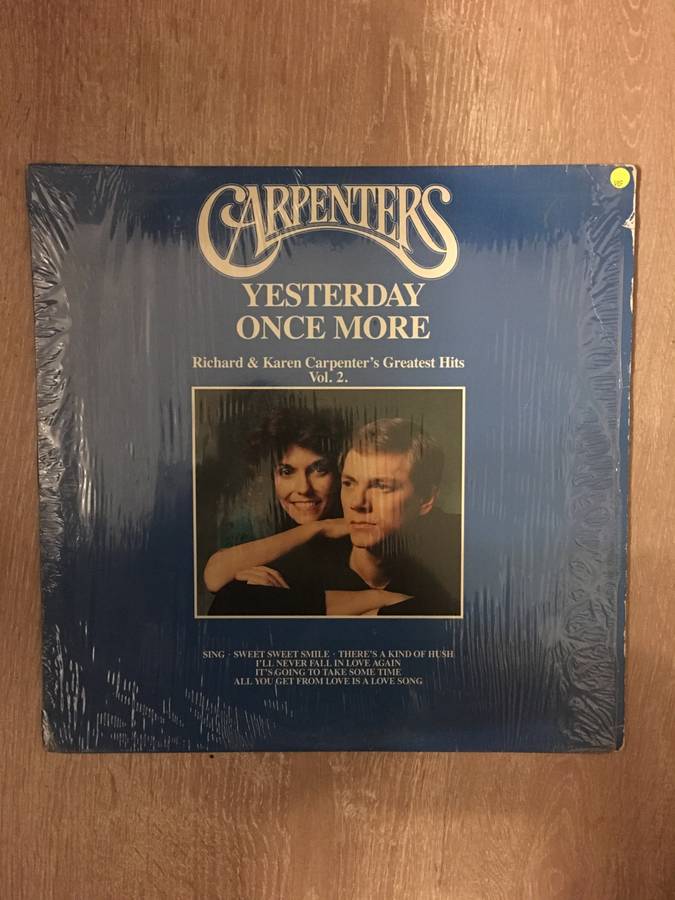 CARPENTERS
YESTERDAY
ONCE MORE
Richard & Karen Carpenter's Greatest Hits
Vol. 2.
SING · SWEET SWEET SMILE · THERE'S A KIND OF HUSH
I'LL NEVER FALL IN LOVE AGAIN
IT'S GOING TO TAKE SOME TIME
ALL YOU GET FROM LOVE IS A LOVE SONG